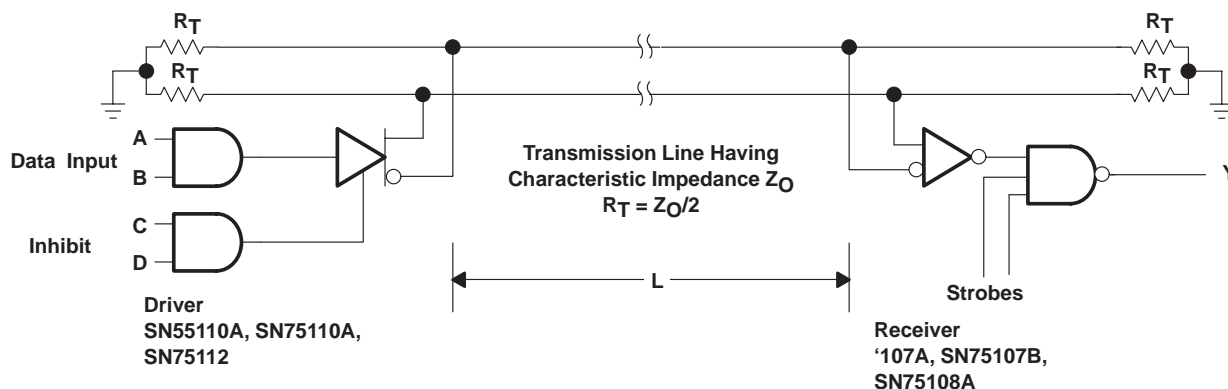 RT
RT
RT
RT
A
B
Data Input
C
D
Inhibit
Transmission Line Having
Characteristic Impedance ZO
RT = ZO/2
L
Y
Strobes
Driver
SN55110A, SN75110A,
SN75112
Receiver
‘107A, SN75107B,
SN75108A